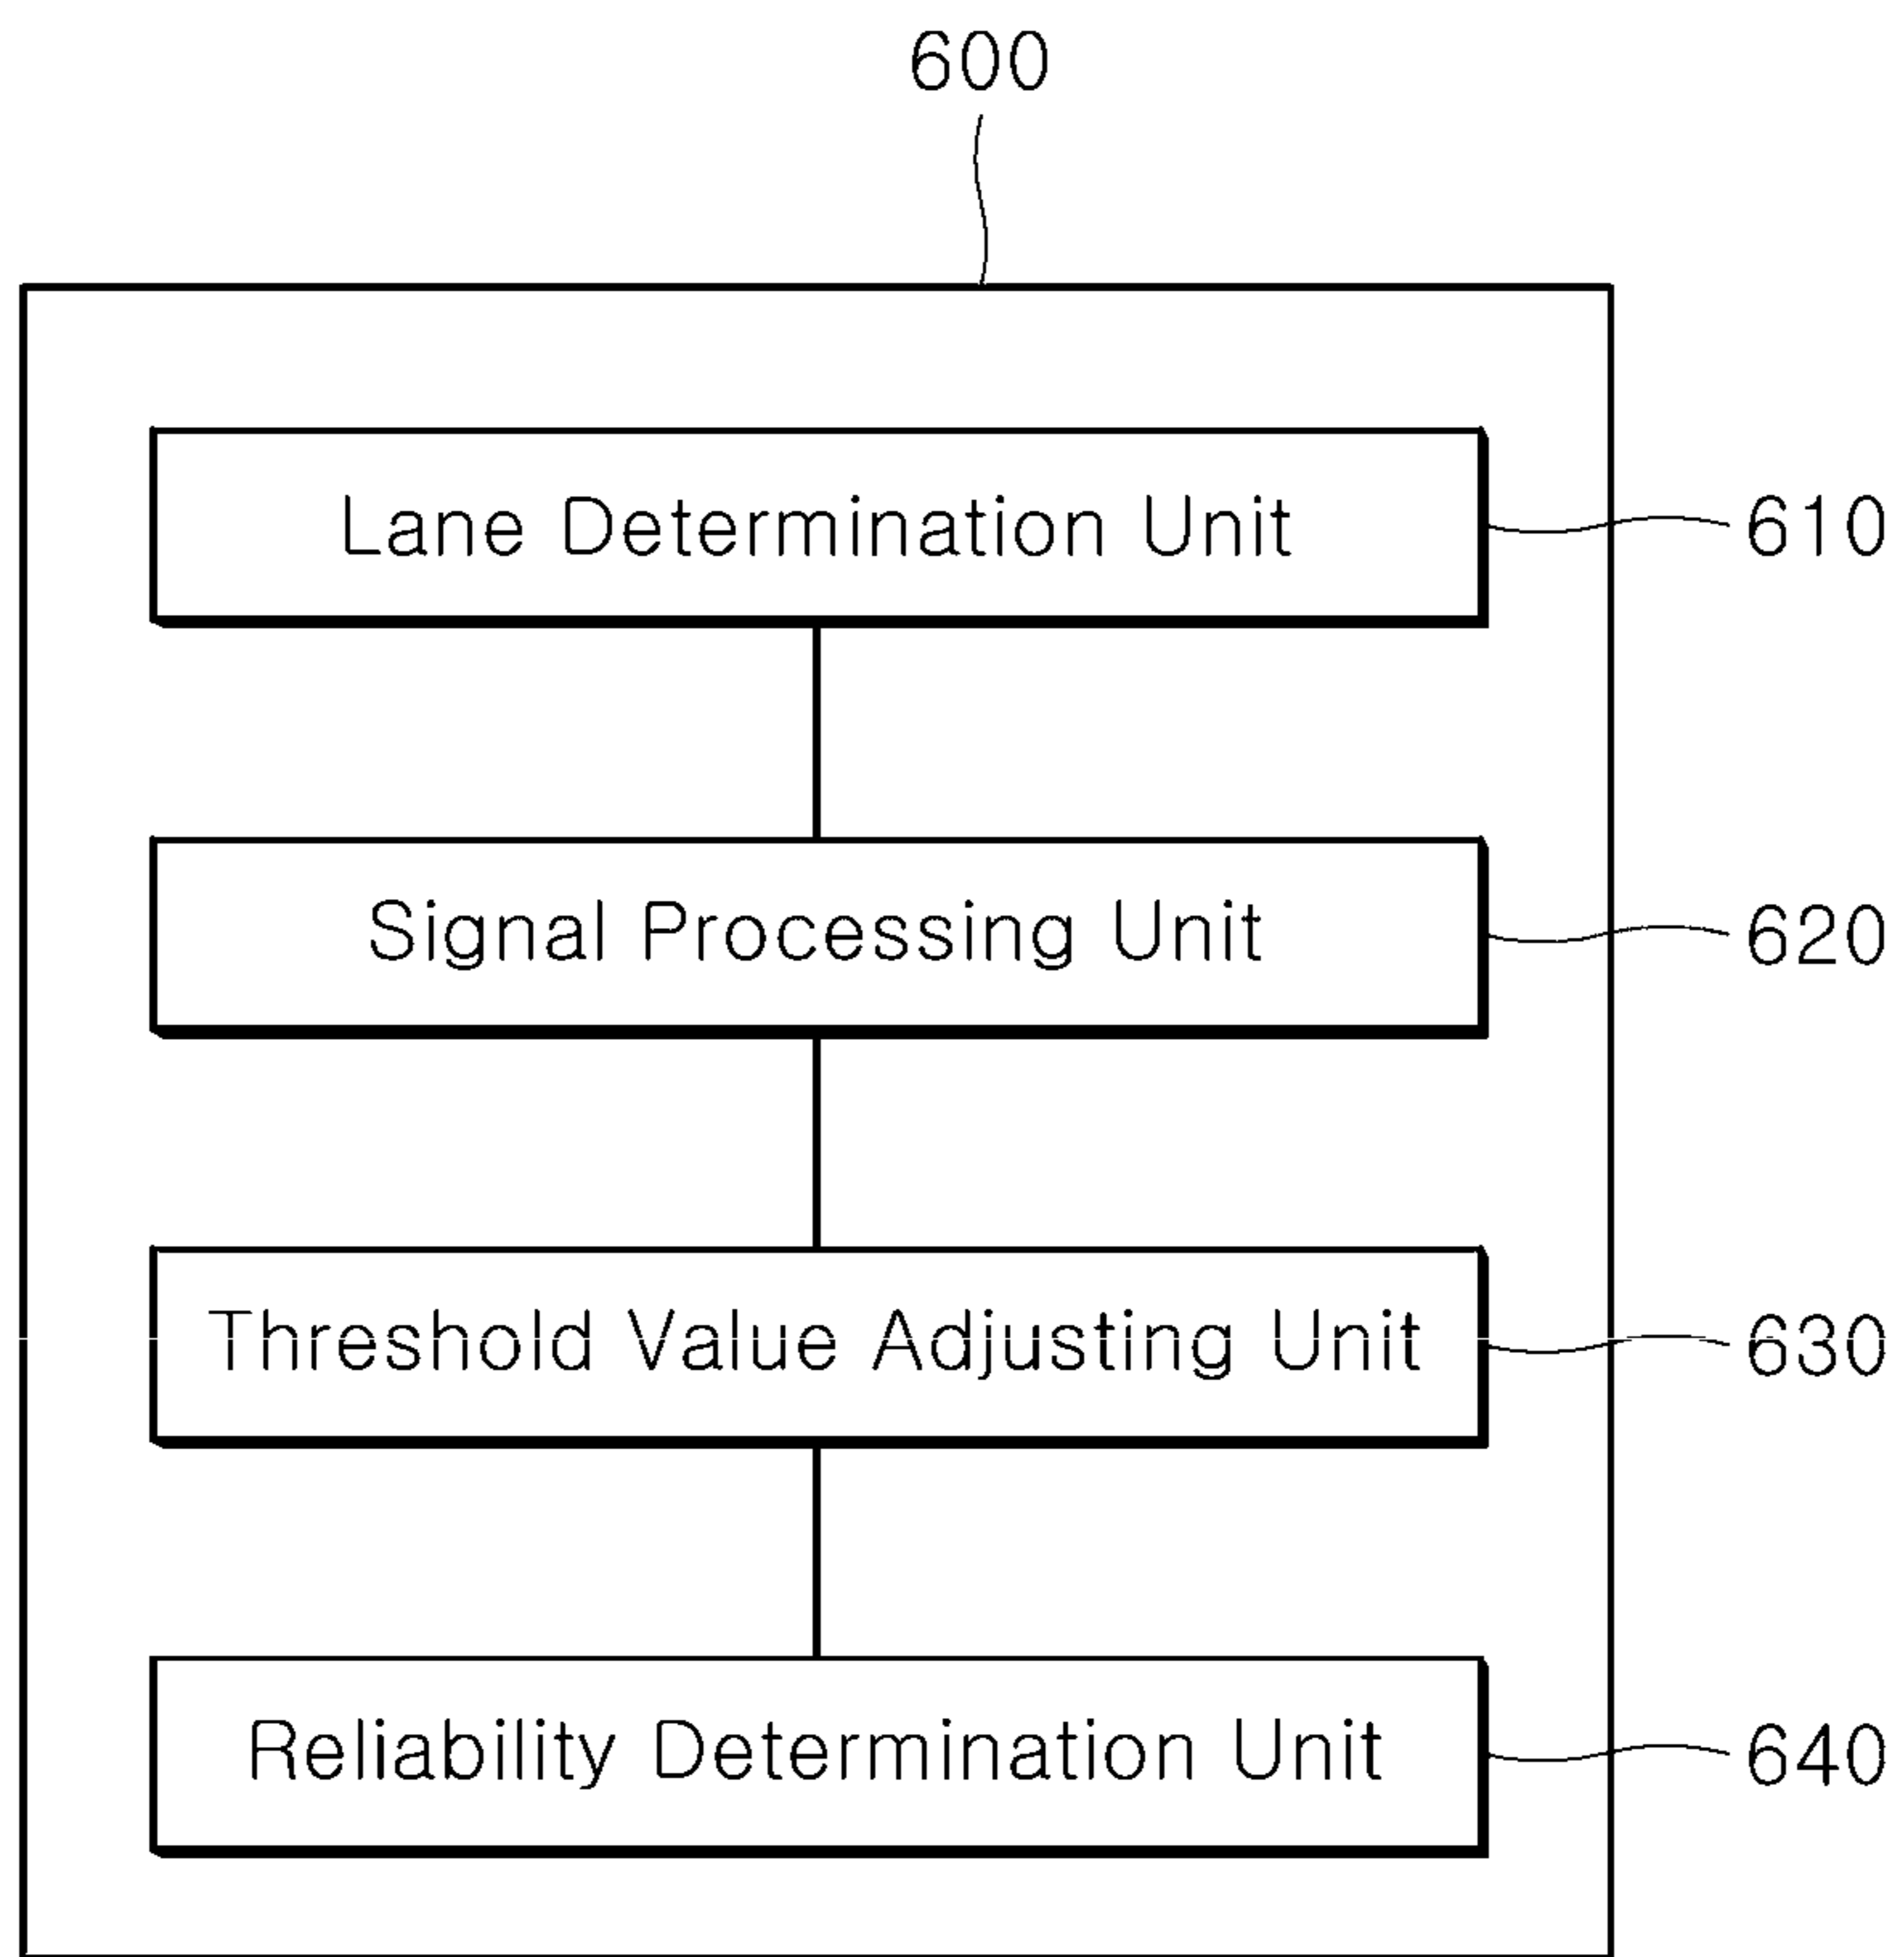 600
Lane Determination Unit 610
Signal Processing Unit 620
Threshold Value Adjusting Unit 630
Reliability Determination Unit 640